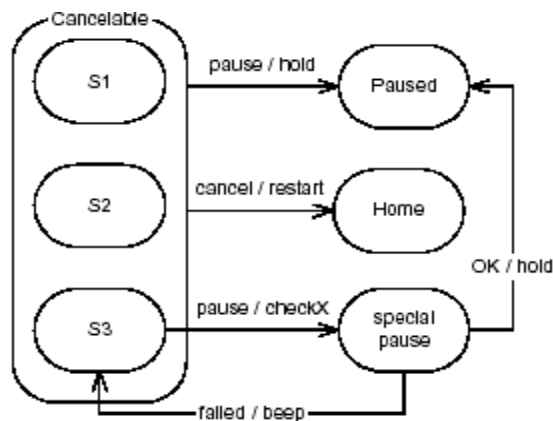 Cancelable
S1
pause / hold
Paused
S2
cancel / restart
Home
OK / hold
S3
pause / checkX
special
pause
failed / beep